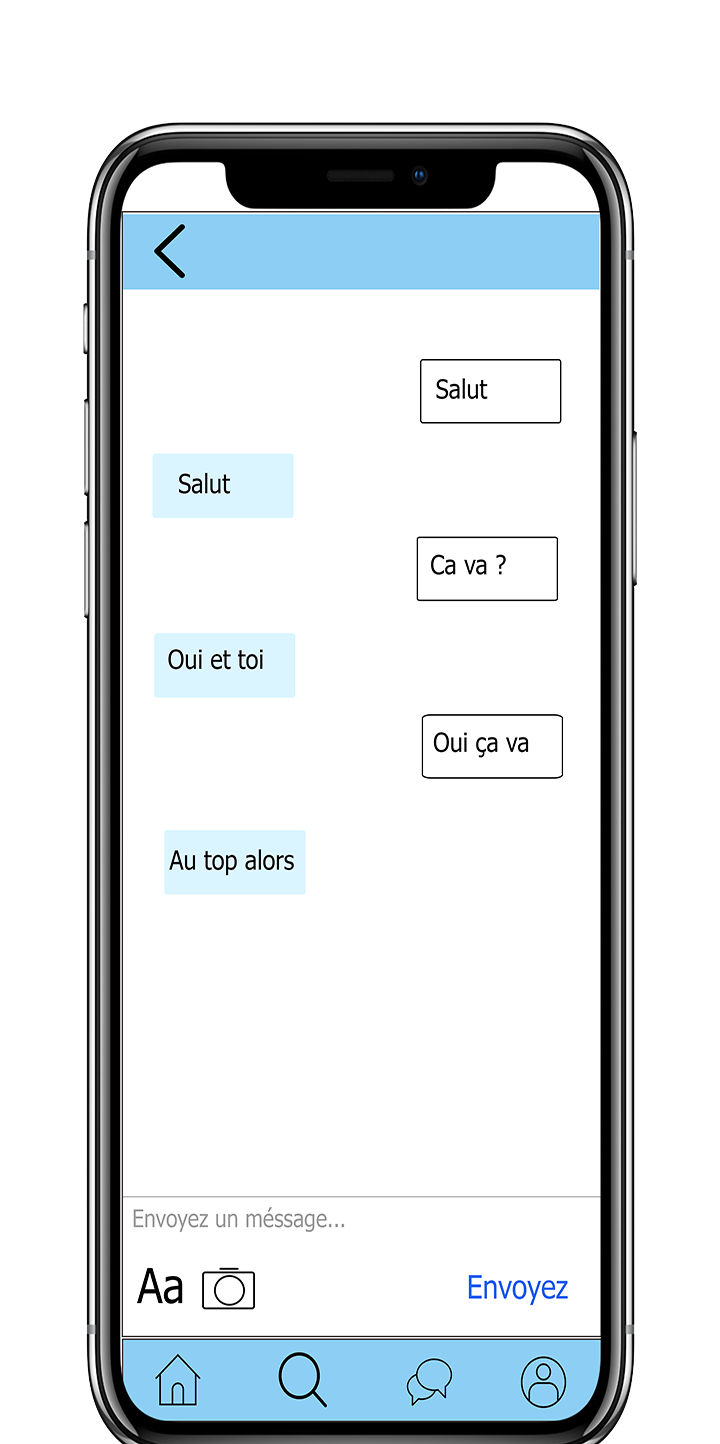 Salut
Salut
Ca va ?
Oui et toi
Oui ça va
Au top alors
Envoyez un méssage...
Aa
Envoyez